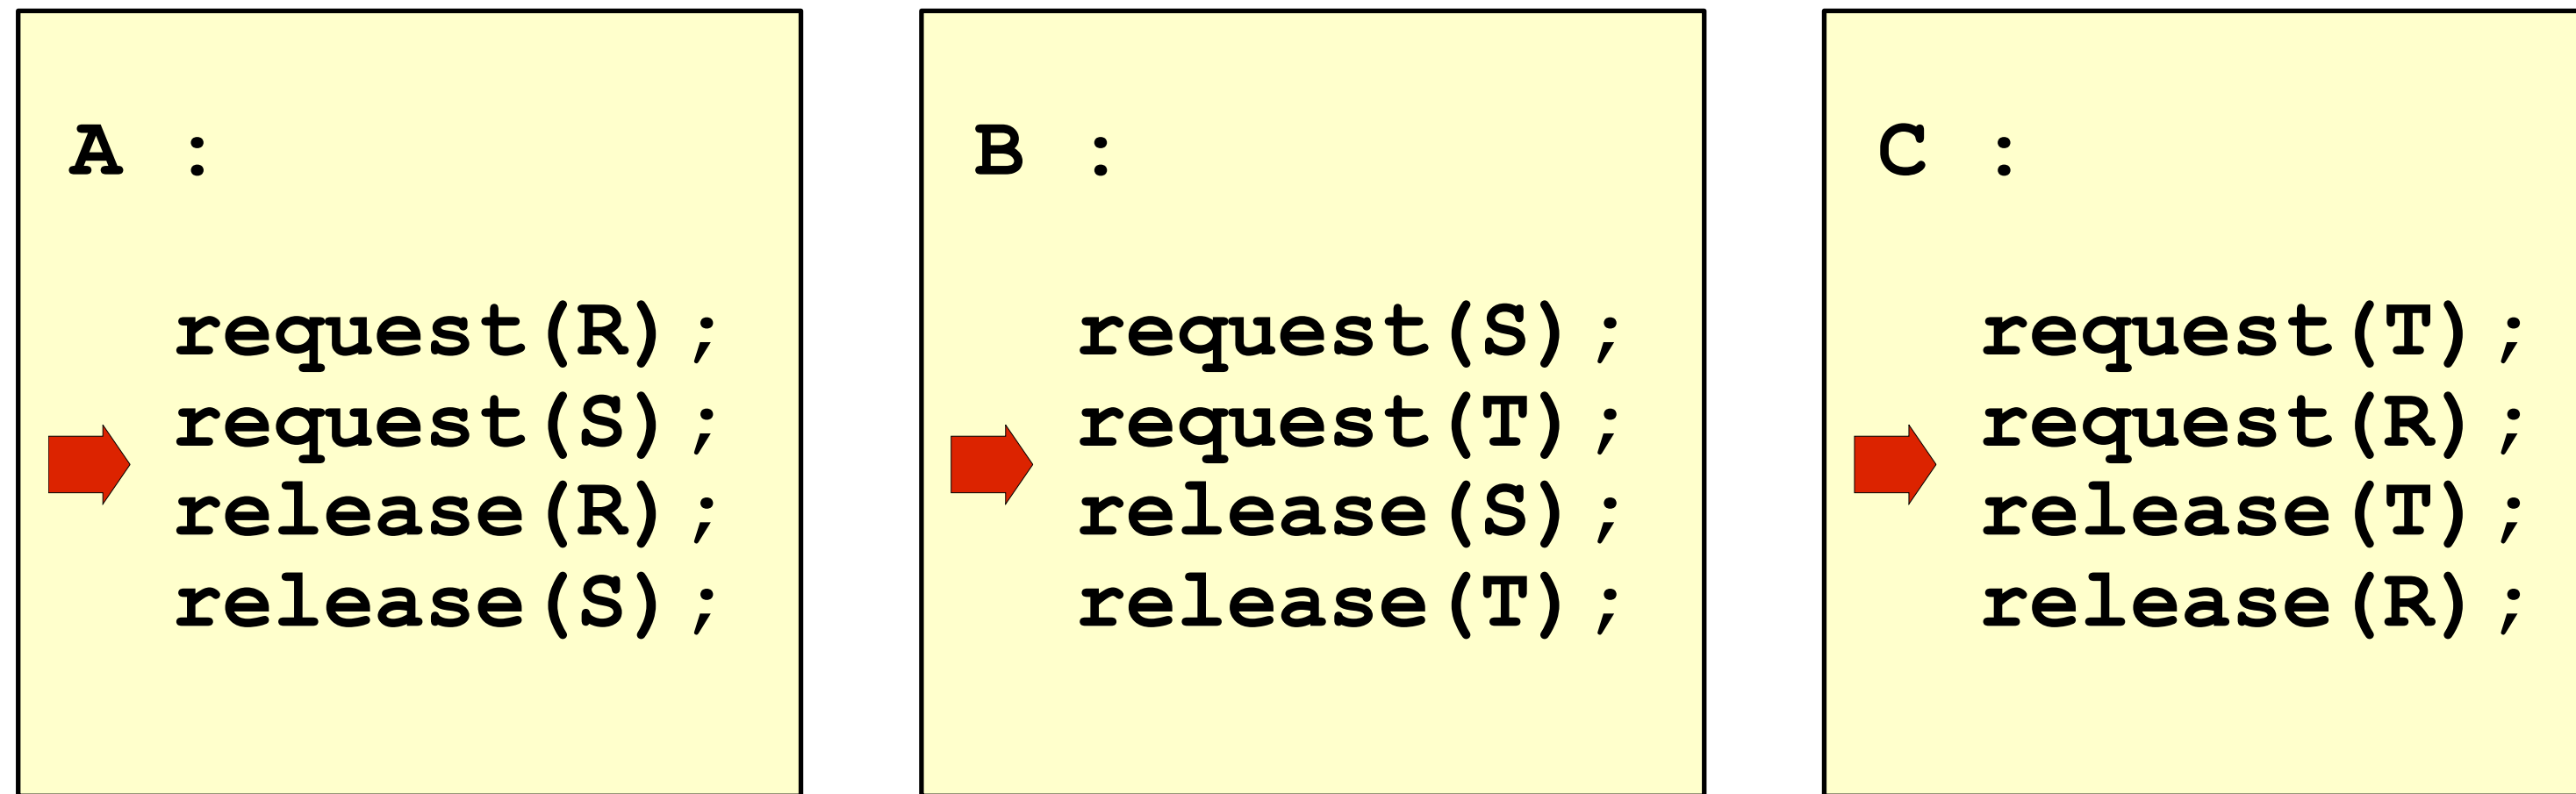 A :
request(R);
request(S);
release(R);
release(S);
B :
request(S);
request(T);
release(S);
release(T);
C :
request(T);
request(R);
release(T);
release(R);